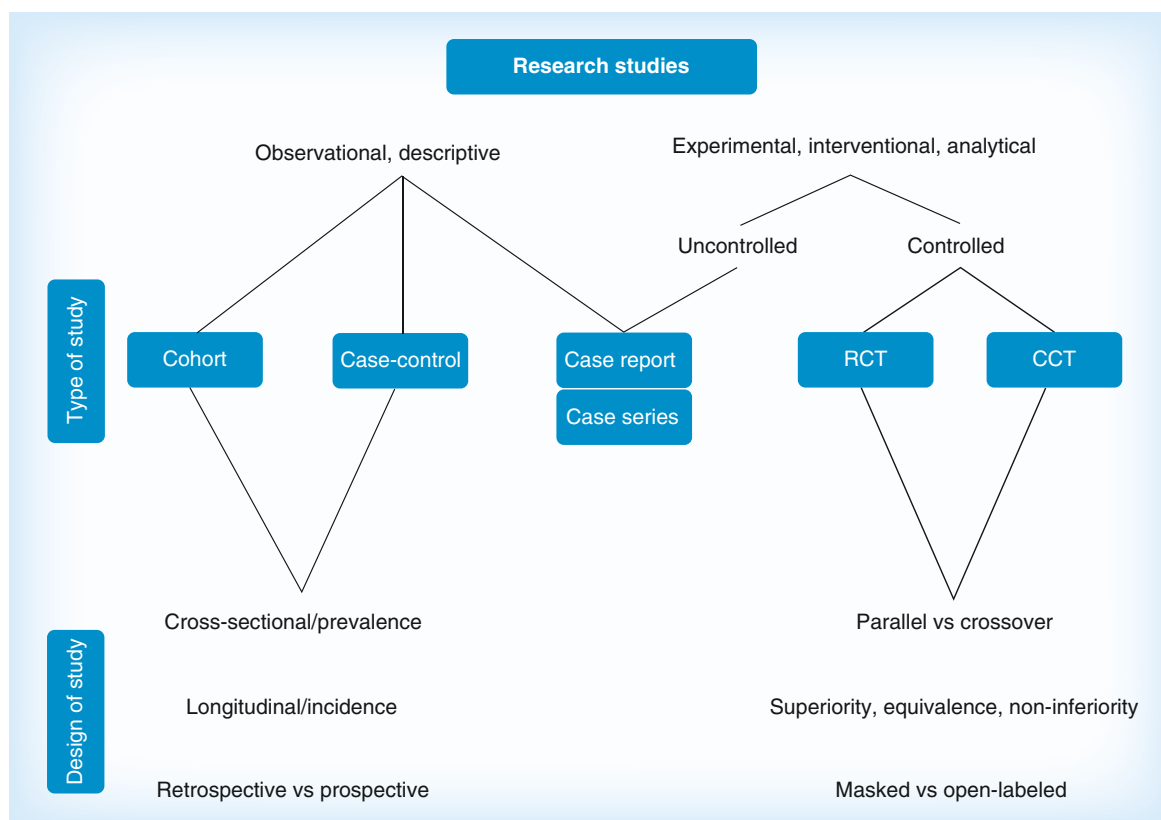 Research studies
Observational, descriptive
Experimental, interventional, analytical
Uncontrolled
Controlled
Type of study
Cohort
Case-control
Case report
RCT
CCT
Case series
Design of study
Cross-sectional/prevalence
Parallel vs crossover
Longitudinal/incidence
Superiority, equivalence, non-inferiority
Retrospective vs prospective
Masked vs open-labeled